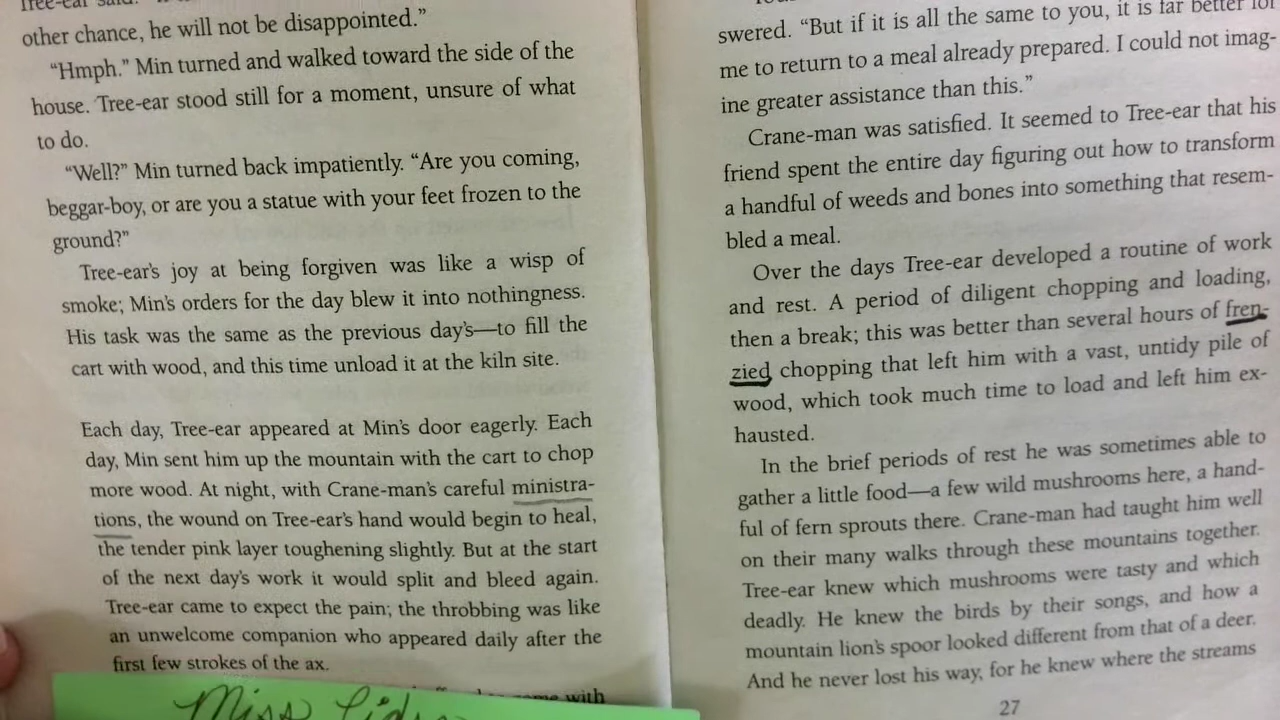 other chance, he will not be disappointed.”
“Hmph.” Min turned and walked toward the side of the
house. Tree-ear stood still for a moment, unsure of what
to do.
“Well?” Min turned back impatiently. “Are you coming,
beggar-boy, or are you a statue with your feet frozen to the
ground?”
Tree-ear’s joy at being forgiven was like a wisp of
smoke; Min’s orders for the day blew it into nothingness.
His task was the same as the previous day’s—to fill the
cart with wood, and this time unload it at the kiln site.
Each day, Tree-ear appeared at Min’s door eagerly. Each
day, Min sent him up the mountain with the cart to chop
more wood. At night, with Crane-man’s careful ministra-
tions, the wound on Tree-ear’s hand would begin to heal,
the tender pink layer toughening slightly. But at the start
of the next day’s work it would split and bleed again.
Tree-ear came to expect the pain; the throbbing was like
an unwelcome companion who appeared daily after the
first few strokes of the ax.
with
Miss
swered. “But if it is all the same to you, it is far better for
me to return to a meal already prepared. I could not imag-
ine greater assistance than this.”
Crane-man was satisfied. It seemed to Tree-ear that his
friend spent the entire day figuring out how to transform
a handful of weeds and bones into something that resem-
bled a meal.
Over the days Tree-ear developed a routine of work
and rest. A period of diligent chopping and loading,
then a break; this was better than several hours of fren-
zied chopping that left him with a vast, untidy pile of
wood, which took much time to load and left him ex-
hausted.
In the brief periods of rest he was sometimes able to
gather a little food—a few wild mushrooms here, a hand-
ful of fern sprouts there. Crane-man had taught him well
on their many walks through these mountains together.
Tree-ear knew which mushrooms were tasty and which
deadly. He knew the birds by their songs, and how a
mountain lion’s spoor looked different from that of a deer.
And he never lost his way, for he knew where the streams
27